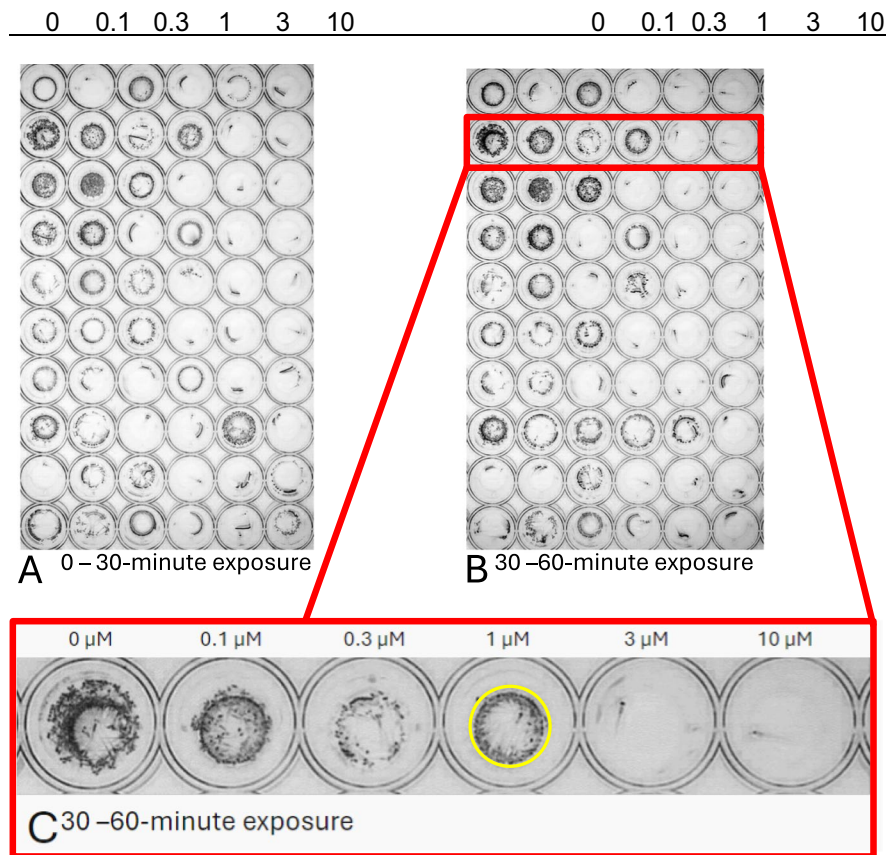 0 0.1 0.3 1 3 10 0 0.1 0.3 1 3 10
A 0 – 30-minute exposure B 30 –60-minute exposure
0 µM 0.1 µM 0.3 µM 1 µM 3 µM 10 µM
C 30 –60-minute exposure